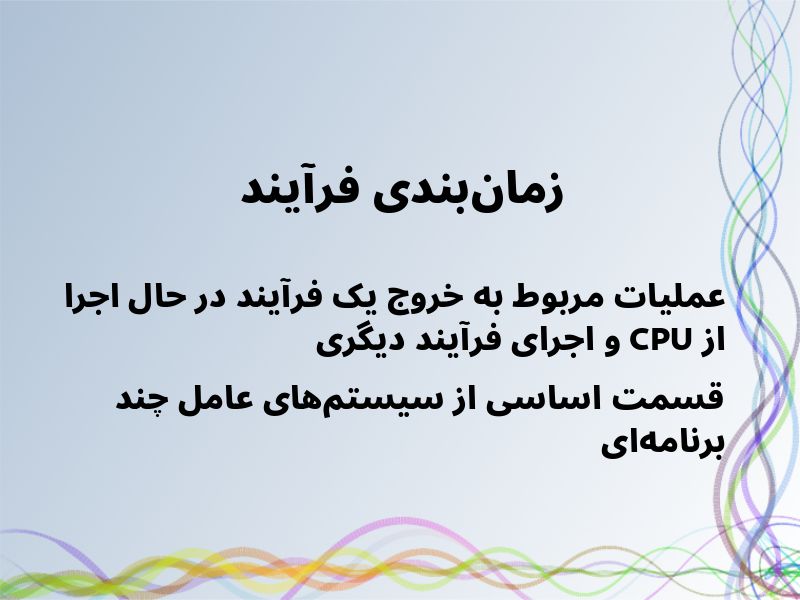 زمان‌بندی فرآیند
عملیات مربوط به خروج یک فرآیند در حال اجرا
از CPU و اجرای فرآیند دیگری
قسمت اساسی از سیستم‌های عامل چند
برنامه‌ای